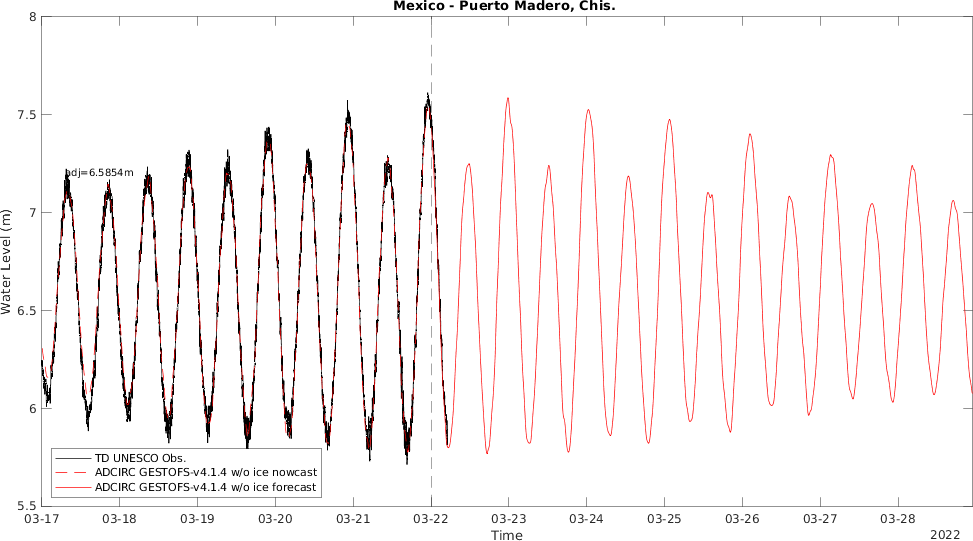 Mexico - Puerto Madero, Chis.
8
7.5
7
6.5
6
5.5
Water Level (m)
adj=6.5854m
TD UNESCO Obs.
ADCIRC GESTOFS-v4.1.4 w/o ice nowcast
ADCIRC GESTOFS-v4.1.4 w/o ice forecast
03-17 03-18 03-19 03-20 03-21 03-22 03-23 03-24 03-25 03-26 03-27 03-28
Time
2022